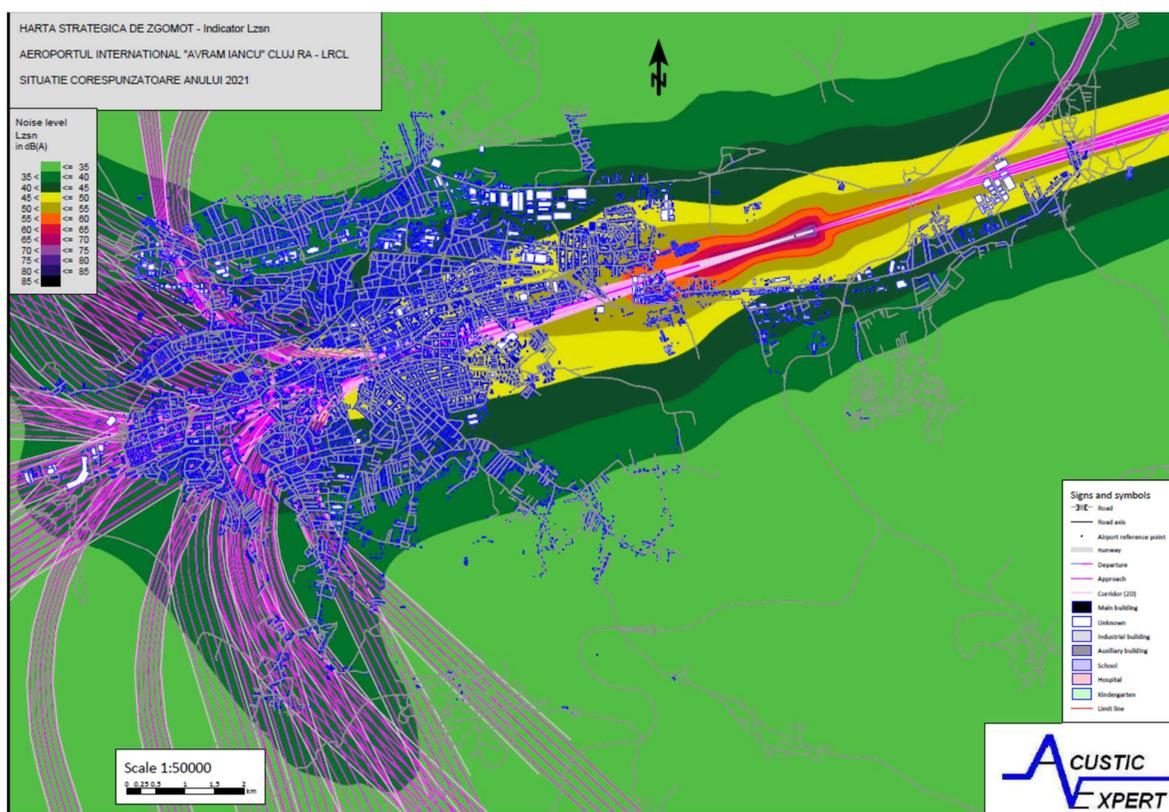 HARTA STRATEGICA DE ZGOMOT - Indicator Lzsn
AEROPORTUL INTERNATIONAL "AVRAM IANCU" CLUJ RA - LRCL
SITUATIE CORESPUNZATOARE ANULUI 2021
N
Noise level
Lzsn
in dB(A)
<= 35
35 < <= 40
40 < <= 45
45 < <= 50
50 < <= 55
55 < <= 60
60 < <= 65
65 < <= 70
70 < <= 75
75 < <= 80
80 < <= 85
85 <
Signs and symbols
Road
Road axis
Airport reference point
Runway
Departure
Approach
Corridor (2D)
Main building
Unknown
Industrial building
Auxiliary building
School
Hospital
Kindergarten
Limit line
Scale 1:50000
0 0,25 0,5 1 1,5 2
km
ACUSTIC
EXPERT